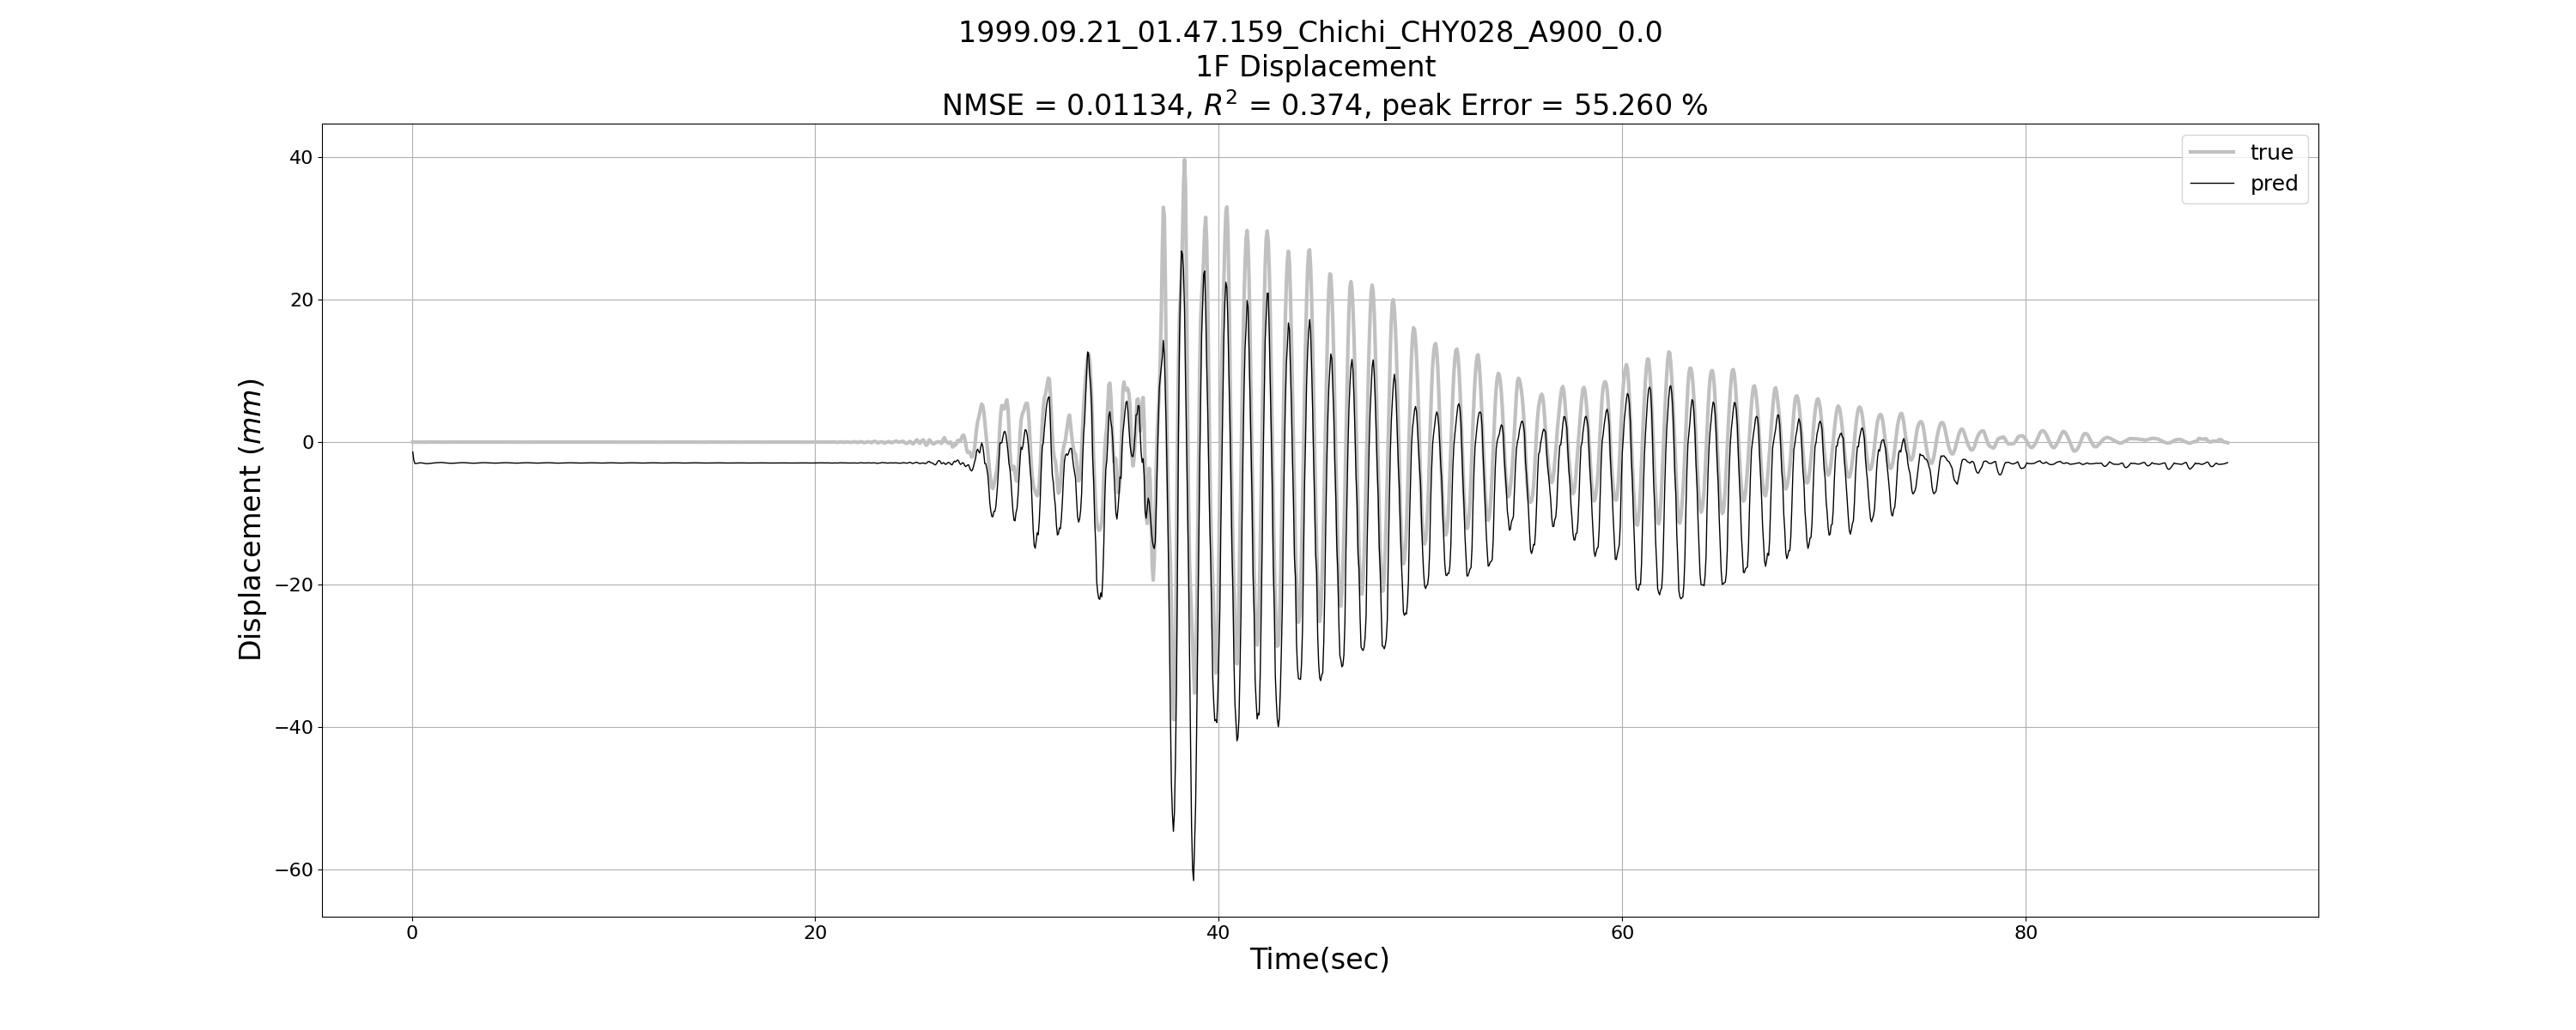 1999.09.21_01.47.159_Chichi_CHY028_A900_0.0
1F Displacement
NMSE = 0.01134, R² = 0.374, peak Error = 55.260 %
true
pred
Displacement (mm)
40
20
0
−20
−40
−60
0 20 40 60 80
Time(sec)